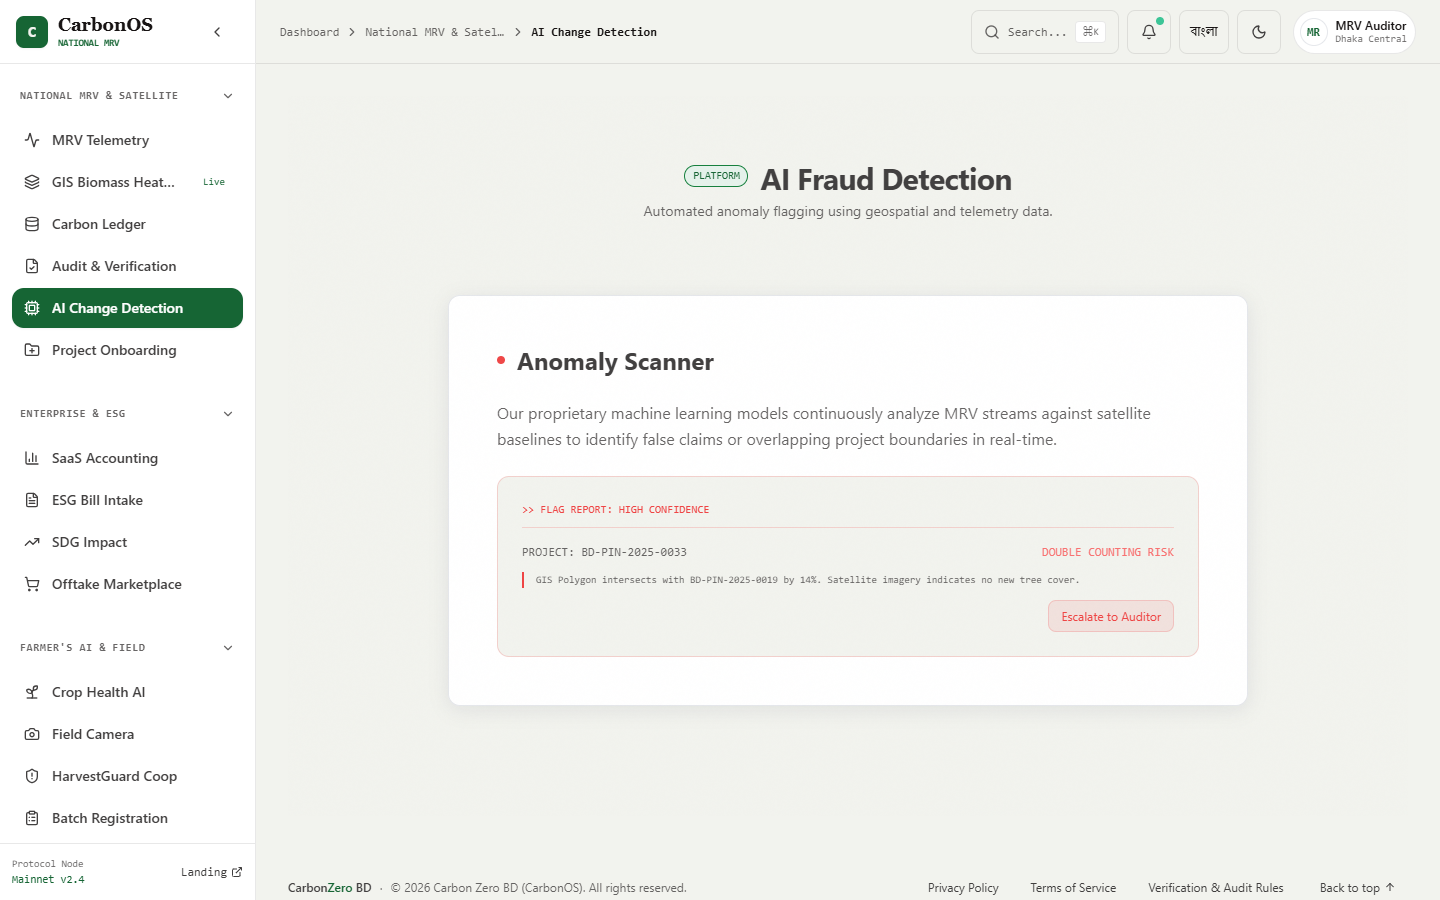 C
CarbonOS
NATIONAL MRV
Dashboard
National MRV & Satel…
AI Change Detection
Search...
⌘K
বাংলা
MR
MRV Auditor
Dhaka Central
NATIONAL MRV & SATELLITE
MRV Telemetry
GIS Biomass Heat...
Live
Carbon Ledger
Audit & Verification
AI Change Detection
Project Onboarding
ENTERPRISE & ESG
SaaS Accounting
ESG Bill Intake
SDG Impact
Offtake Marketplace
FARMER'S AI & FIELD
Crop Health AI
Field Camera
HarvestGuard Coop
Batch Registration
Protocol Node
Mainnet v2.4
Landing
PLATFORM
AI Fraud Detection
Automated anomaly flagging using geospatial and telemetry data.
Anomaly Scanner
Our proprietary machine learning models continuously analyze MRV streams against satellite
baselines to identify false claims or overlapping project boundaries in real-time.
>> FLAG REPORT: HIGH CONFIDENCE
PROJECT: BD-PIN-2025-0033
DOUBLE COUNTING RISK
GIS Polygon intersects with BD-PIN-2025-0019 by 14%. Satellite imagery indicates no new tree cover.
Escalate to Auditor
CarbonZero BD · © 2026 Carbon Zero BD (CarbonOS). All rights reserved.
Privacy Policy
Terms of Service
Verification & Audit Rules
Back to top